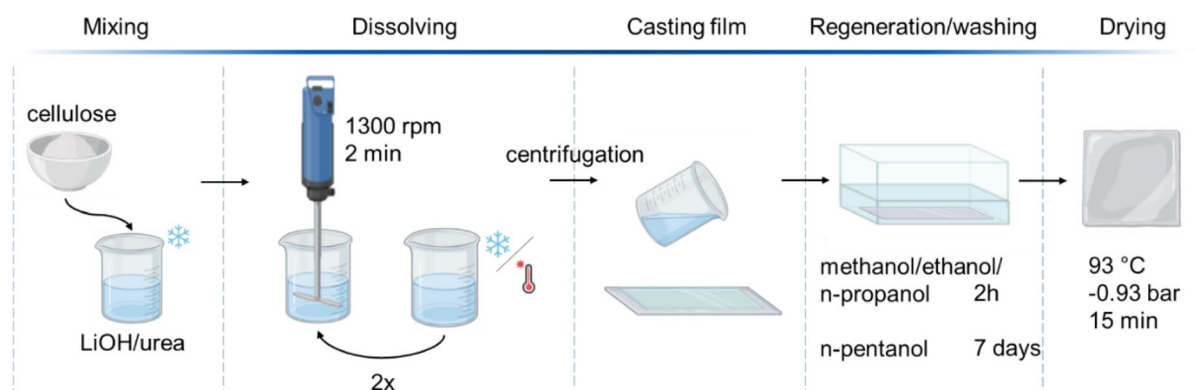 Mixing
Dissolving
Casting film
Regeneration/washing
Drying
cellulose
LiOH/urea
1300 rpm
2 min
2x
centrifugation
methanol/ethanol/
n-propanol 2h
n-pentanol 7 days
93 °C
-0.93 bar
15 min